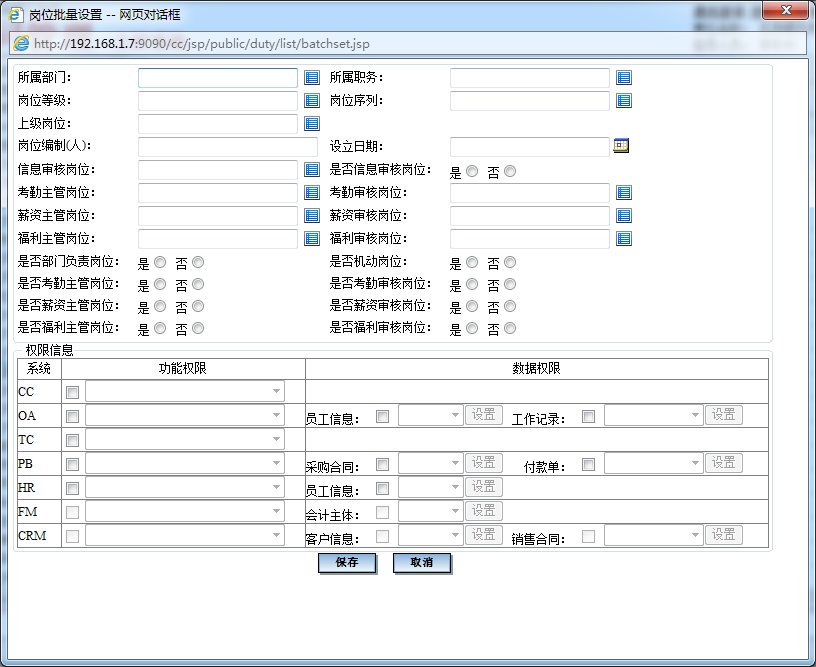 岗位批量设置 -- 网页对话框
http://192.168.1.7:9090/cc/jsp/public/duty/list/batchset.jsp
所属部门： 所属职务：
岗位等级： 岗位序列：
上级岗位：
岗位编制(人)： 设立日期：
信息审核岗位： 是否信息审核岗位： 是 否
考勤主管岗位： 考勤审核岗位：
薪资主管岗位： 薪资审核岗位：
福利主管岗位： 福利审核岗位：
是否部门负责岗位： 是 否 是否机动岗位： 是 否
是否考勤主管岗位： 是 否 是否考勤审核岗位： 是 否
是否薪资主管岗位： 是 否 是否薪资审核岗位： 是 否
是否福利主管岗位： 是 否 是否福利审核岗位： 是 否
权限信息
系统 功能权限 数据权限
CC
OA 员工信息： 设置 工作记录： 设置
TC
PB 采购合同： 设置 付款单： 设置
HR 员工信息： 设置
FM 会计主体： 设置
CRM 客户信息： 设置 销售合同： 设置
保存 取消